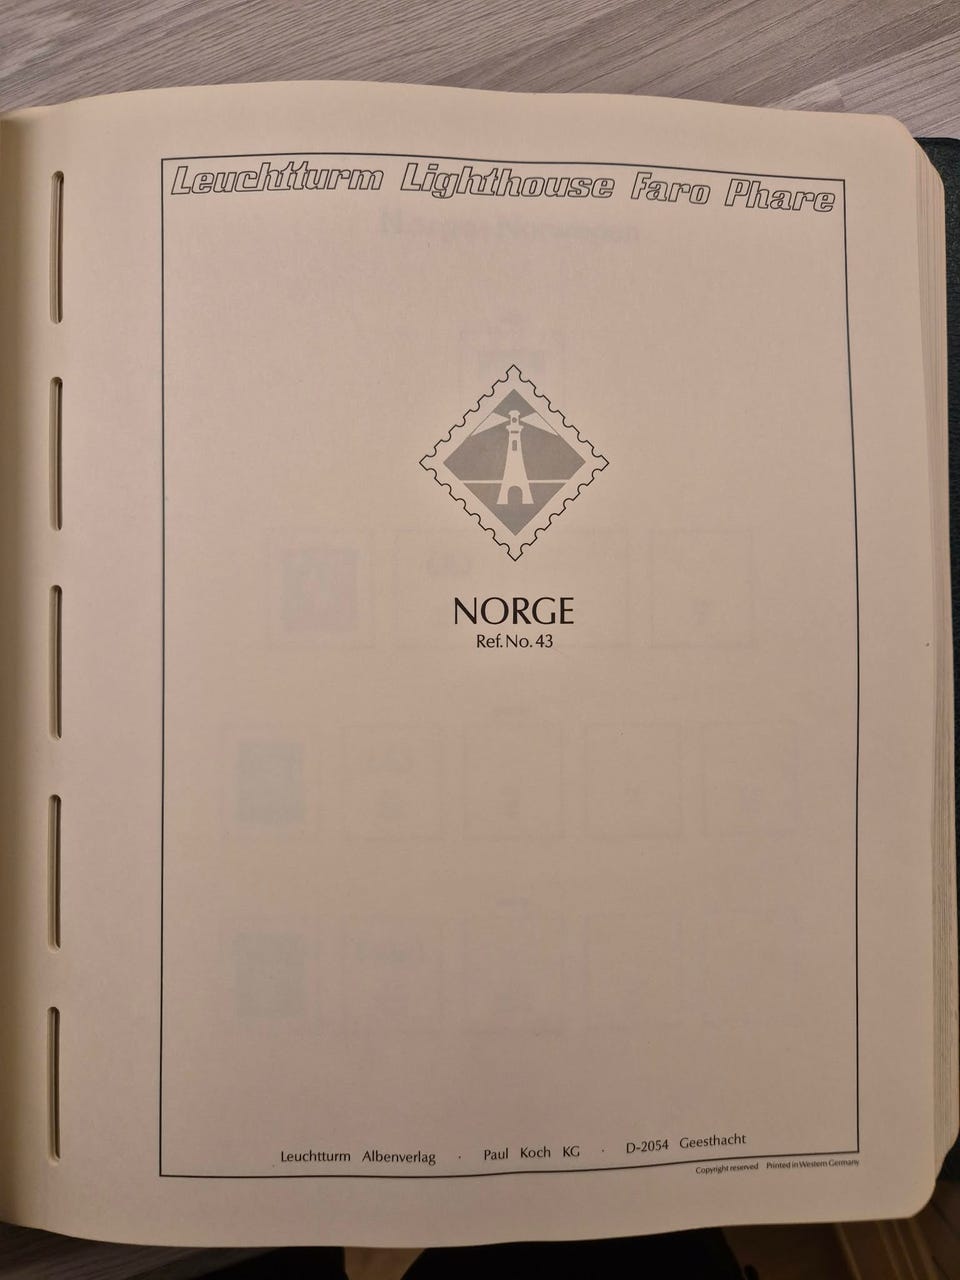 Leuchtturm Lighthouse Faro Phare
NORGE
Ref. No. 43
Leuchtturm Albenverlag · Paul Koch KG · D-2054 Geesthacht
Copyright reserved Printed in Western Germany